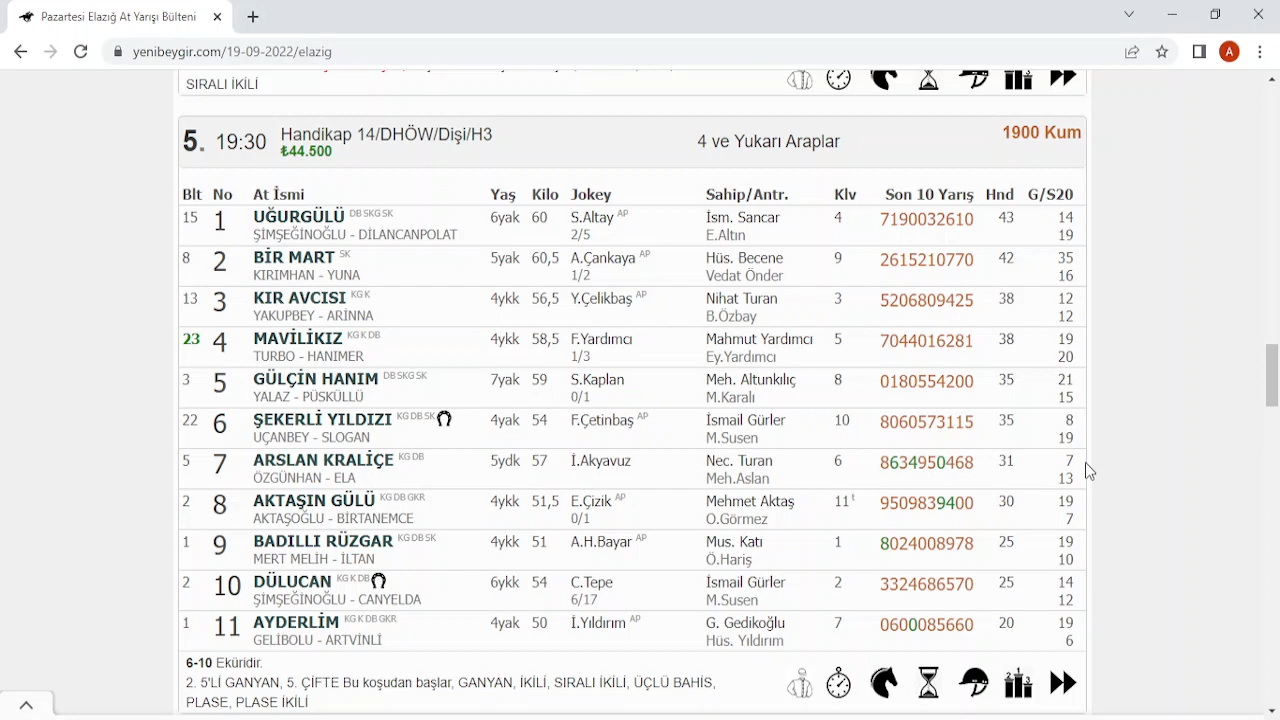 Pazartesi Elazığ At Yarışı Bülteni
yenibeygir.com/19-09-2022/elazig
A
SIRALI İKİLİ
5. 19:30 Handikap 14/DHÖW/Dişi/H3 4 ve Yukarı Araplar 1900 Kum
₺44.500
Blt No At İsmi Yaş Kilo Jokey Sahip/Antr. Klv Son 10 Yarış Hnd G/S20
15 1 UĞURGÜLÜ DB SKG SK 6yak 60 S.Altay AP İsm. Sancar 4 7190032610 43 14
ŞİMŞEĞİNOĞLU - DİLANCANPOLAT 2/5 E.Altın 19
8 2 BİR MART SK 5yak 60,5 A.Çankaya AP Hüs. Becene 9 2615210770 42 35
KIRIMHAN - YUNA 1/2 Vedat Önder 16
13 3 KIR AVCISI KG K 4ykk 56,5 Y.Çelikbaş AP Nihat Turan 3 5206809425 38 12
YAKUPBEY - ARİNNA B.Özbay 12
23 4 MAVİLİKIZ KG K DB 4ykk 58,5 F.Yardımcı Mahmut Yardımcı 5 7044016281 38 19
TURBO - HANIMER 1/3 Ey.Yardımcı 20
3 5 GÜLÇİN HANIM DB SKG SK 7yak 59 S.Kaplan Meh. Altunkılıç 8 0180554200 35 21
YALAZ - PÜSKÜLLÜ 0/1 M.Karalı 15
22 6 ŞEKERLİ YILDIZI KG DB SK 4yak 54 F.Çetinbaş AP İsmail Gürler 10 8060573115 35 8
UÇANBEY - SLOGAN M.Susen 19
5 7 ARSLAN KRALİÇE KG DB 5ydk 57 İ.Akyavuz Nec. Turan 6 8634950468 31 7
ÖZGÜNHAN - ELA Meh.Aslan 13
2 8 AKTAŞIN GÜLÜ KG DB GKR 4ykk 51,5 E.Çizik AP Mehmet Aktaş 11 t 9509839400 30 19
AKTAŞOĞLU - BİRTANEMCE 0/1 O.Görmez 7
1 9 BADILLI RÜZGAR KG DB SK 4ykk 51 A.H.Bayar AP Mus. Katı 1 8024008978 25 19
MERT MELİH - İLTAN Ö.Hariş 10
2 10 DÜLUCAN KG K DB 6ykk 54 C.Tepe İsmail Gürler 2 3324686570 25 14
ŞİMŞEĞİNOĞLU - CANYELDA 6/17 M.Susen 12
1 11 AYDERLİM KG K DB GKR 4yak 50 İ.Yıldırım AP G. Gedikoğlu 7 0600085660 20 19
GELİBOLU - ARTVİNLİ Hüs. Yıldırım 6
6-10 Eküridir.
2. 5'Lİ GANYAN, 5. ÇİFTE Bu koşudan başlar, GANYAN, İKİLİ, SIRALI İKİLİ, ÜÇLÜ BAHİS,
PLASE, PLASE İKİLİ